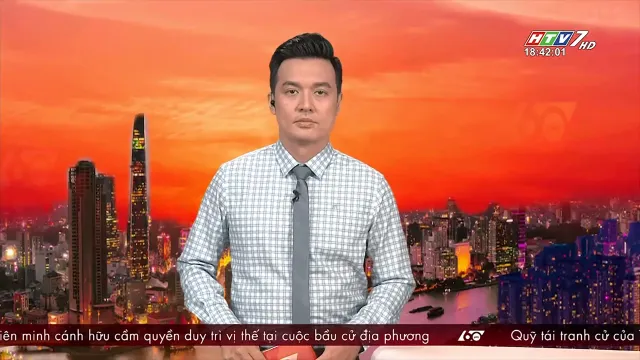 HTV7 HD
18:42:01
iên minh cánh hữu cầm quyền duy trì vị thế tại cuộc bầu cử địa phương
60
Quỹ tái tranh cử của